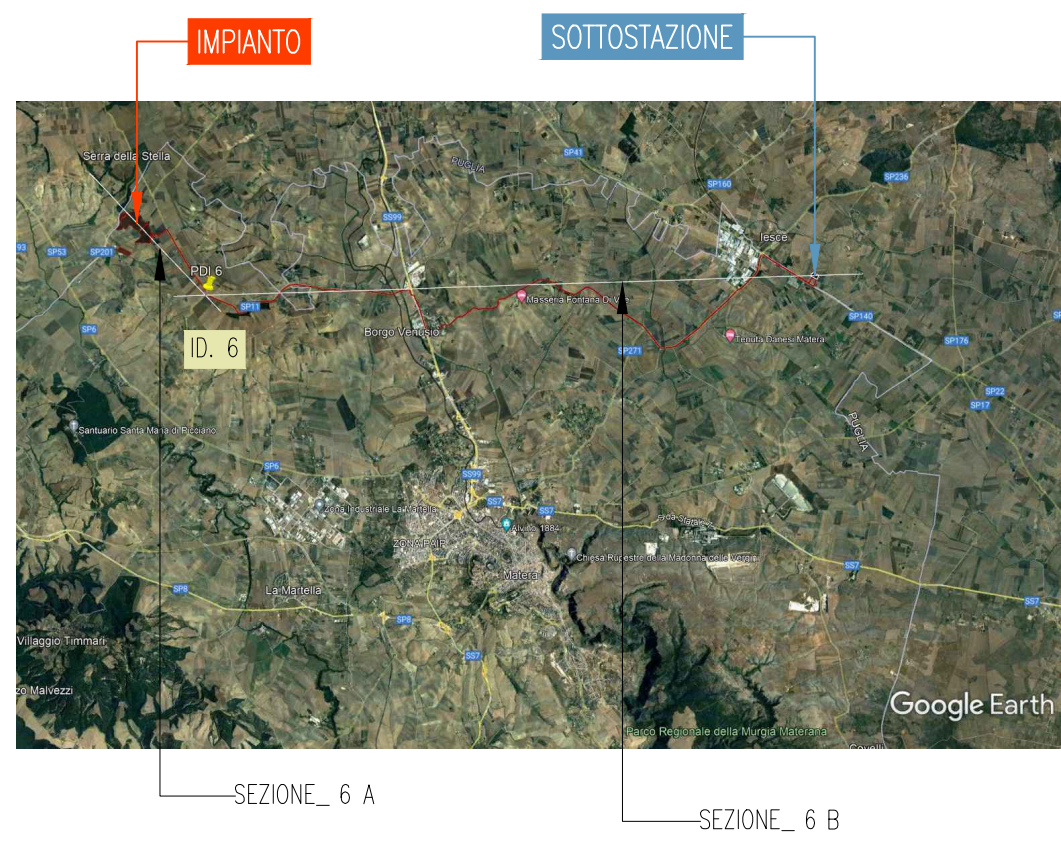 IMPIANTO
SOTTOSTAZIONE
Serra della Stella
PUGLIA
SP41
SP160
SP236
SS99
Iesce
93
SP53
SP201
PDI 6
SP11
Masseria Fontana Di Vite
SP140
SP6
Borgo Venusio
Tenuta Danesi Matera
SP176
ID. 6
SP271
SP22
SP17
PUGLIA
Santuario Santa Maria di Picciano
SP6
SS99
SS7
SS7
Zona Industriale La Martella
Alvino 1884
ZONA PAIP
Chiesa Rupestre della Madonna delle Vergini
SS7
Matera
SP8
La Martella
SS7
SP8
Villaggio Timmari
SS7
zo Malvezzi
Google Earth
Parco Regionale della Murgia Materana
SEZIONE_ 6 A
SEZIONE_ 6 B